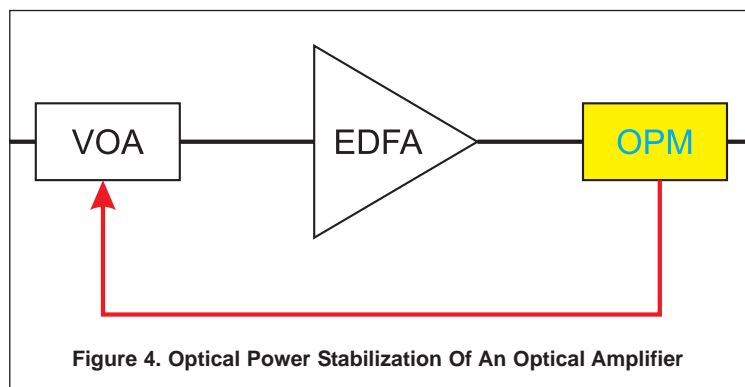 VOA
EDFA
OPM
Figure 4. Optical Power Stabilization Of An Optical Amplifier